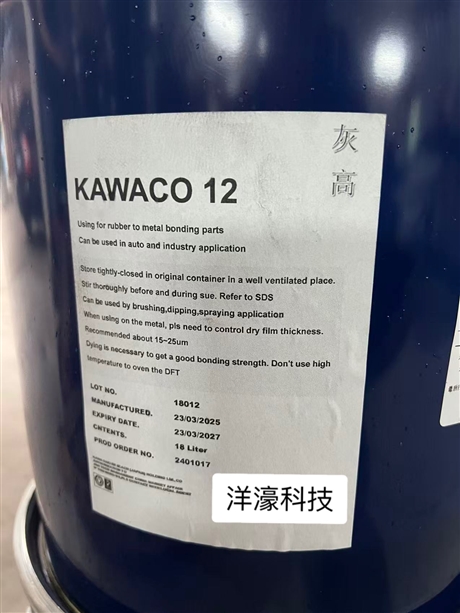 灰
高
KAWACO 12
Using for rubber to metal bonding parts
Can be used in auto and industry application
Store tightly-closed in original container in a well ventilated place.
Stir thoroughly before and during sue. Refer to SDS
Can be used by brushing,dipping,spraying application
When using on the metal, pls need to control dry film thickness.
Recommended about 15~25um
Dying is necessary to get a good bonding strength. Don't use high
temperature to oven the DFT
LOT NO. 18012
MANUFACTURED. 23/03/2025
EXPIRY DATE. 23/03/2027
CNTENTS. 18 Liter
PROD ORDER NO. 2401017
洋濠科技